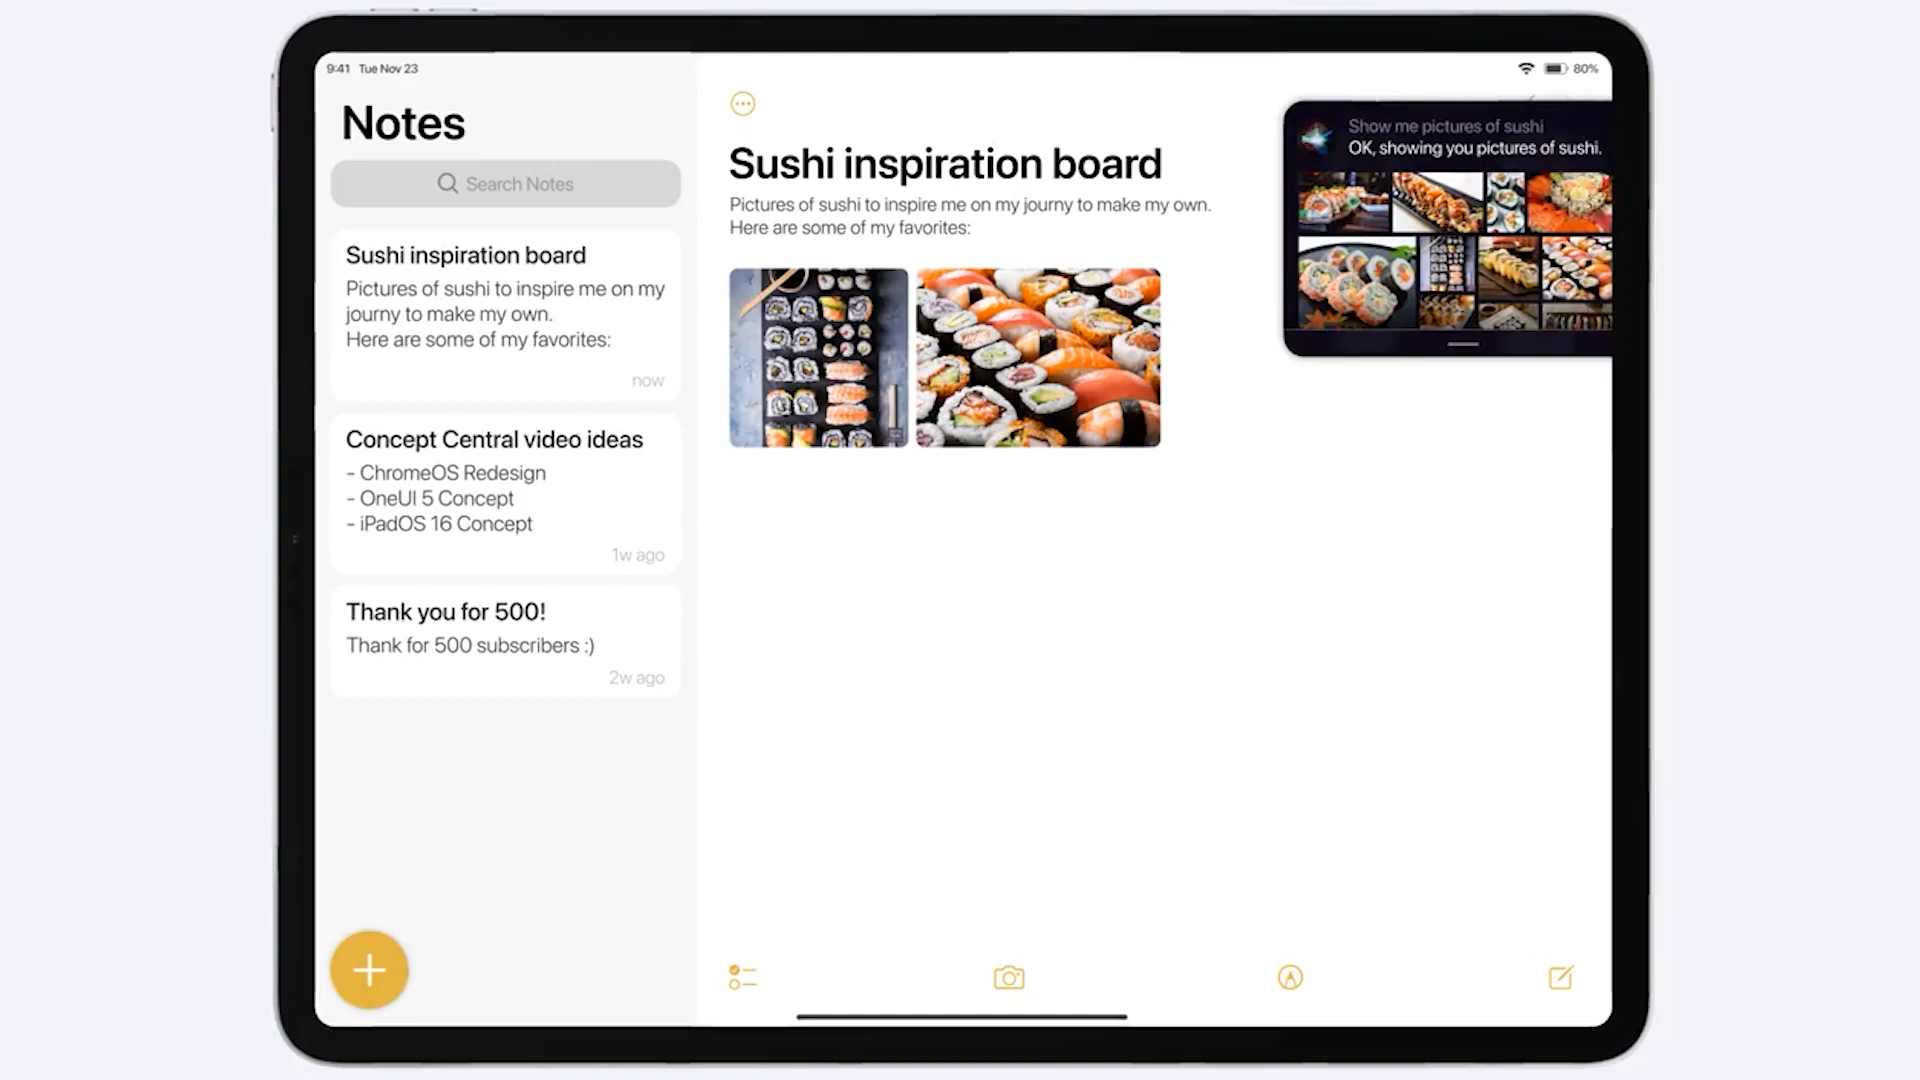 9:41 Tue Nov 23
80%
Notes
Search Notes
Sushi inspiration board
Pictures of sushi to inspire me on my
journy to make my own.
Here are some of my favorites:
now
Concept Central video ideas
- ChromeOS Redesign
- OneUI 5 Concept
- iPadOS 16 Concept
1w ago
Thank you for 500!
Thank for 500 subscribers :)
2w ago
Sushi inspiration board
Pictures of sushi to inspire me on my journy to make my own.
Here are some of my favorites:
Show me pictures of sushi
OK, showing you pictures of sushi.